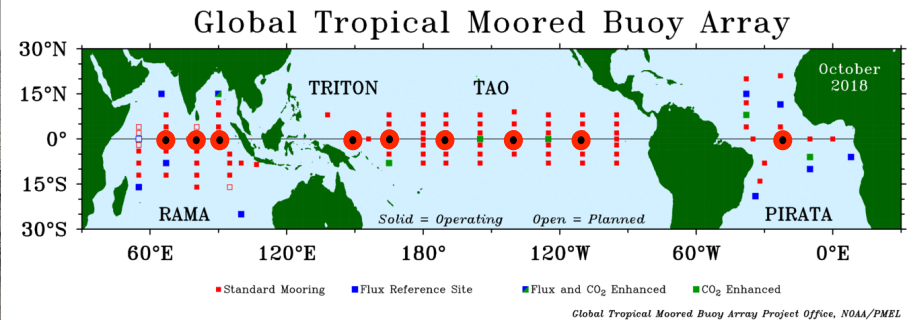 Global Tropical Moored Buoy Array
30°N
15°N
0°
15°S
30°S
TRITON
TAO
October
2018
RAMA
Solid = Operating
Open = Planned
PIRATA
60°E
120°E
180°
120°W
60°W
0°E
Standard Mooring
Flux Reference Site
Flux and CO₂ Enhanced
CO₂ Enhanced
Global Tropical Moored Buoy Array Project Office, NOAA/PMEL